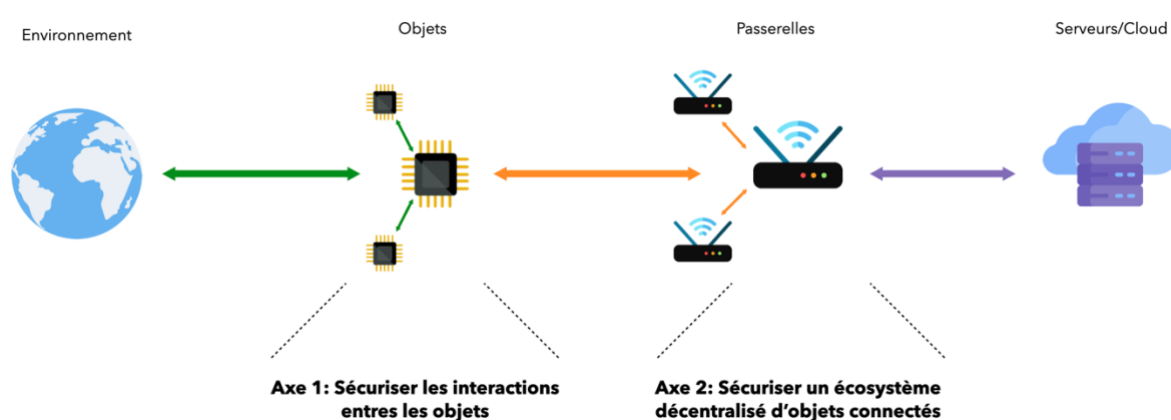 Environnement
Objets
Passerelles
Serveurs/Cloud
Axe 1: Sécuriser les interactions
entres les objets
Axe 2: Sécuriser un écosystème
décentralisé d’objets connectés